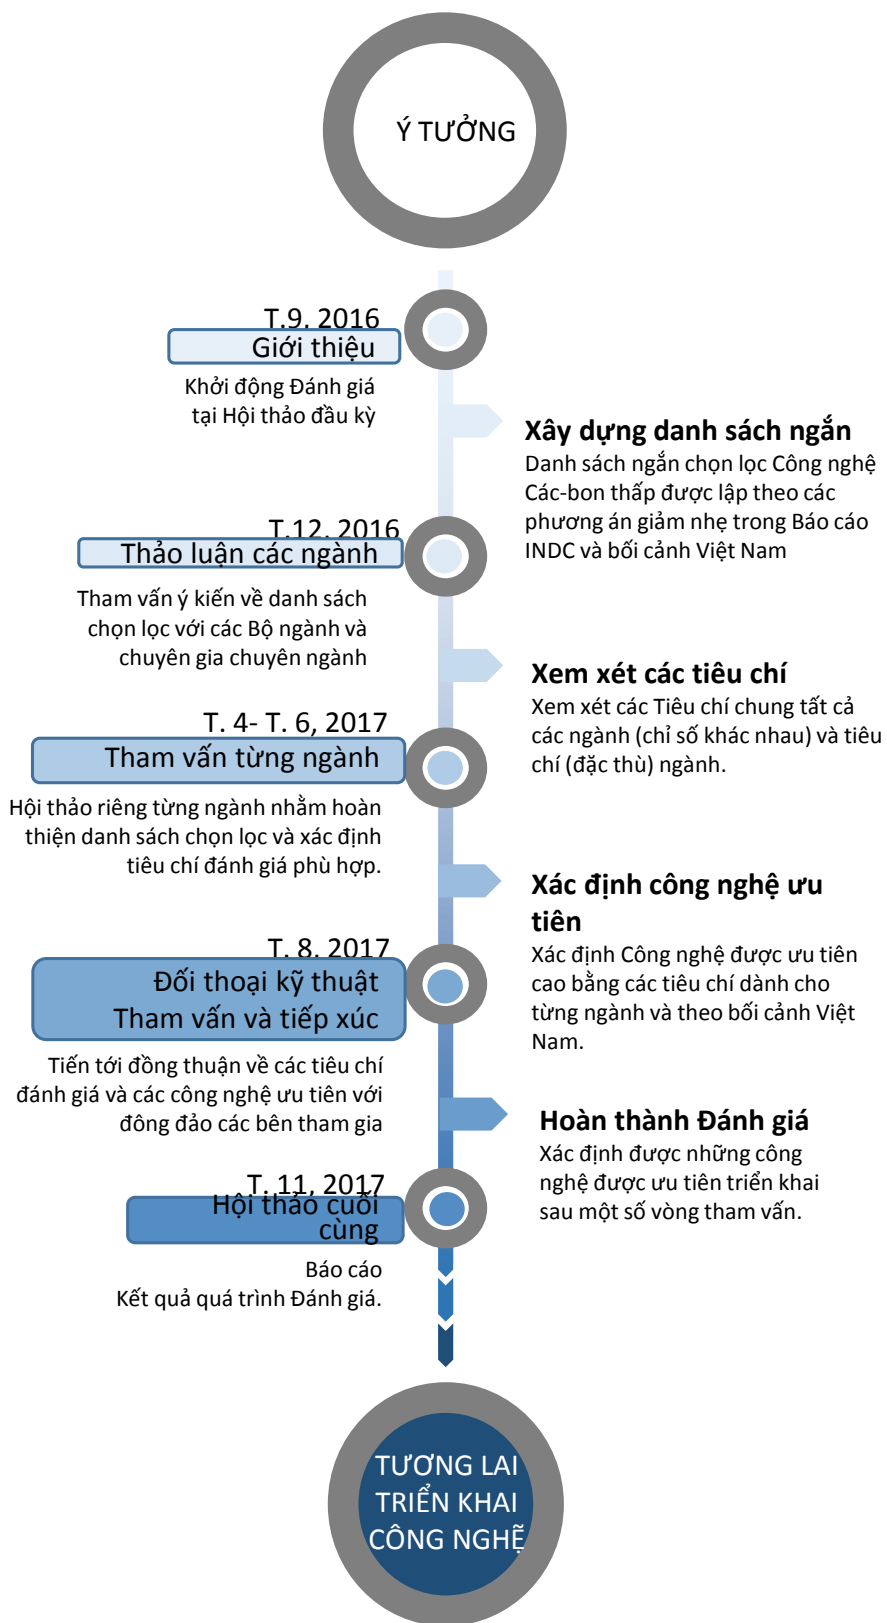 Ý TƯỞNG
T.9. 2016
Giới thiệu
Khởi động Đánh giá
tại Hội thảo đầu kỳ
Xây dựng danh sách ngắn
Danh sách ngắn chọn lọc Công nghệ
Các-bon thấp được lập theo các
phương án giảm nhẹ trong Báo cáo
INDC và bối cảnh Việt Nam
T.12. 2016
Thảo luận các ngành
Tham vấn ý kiến về danh sách
chọn lọc với các Bộ ngành và
chuyên gia chuyên ngành
Xem xét các tiêu chí
Xem xét các Tiêu chí chung tất cả
các ngành (chỉ số khác nhau) và tiêu
chí (đặc thù) ngành.
T. 4- T. 6, 2017
Tham vấn từng ngành
Hội thảo riêng từng ngành nhằm hoàn
thiện danh sách chọn lọc và xác định
tiêu chí đánh giá phù hợp.
Xác định công nghệ ưu
tiên
Xác định Công nghệ được ưu tiên
cao bằng các tiêu chí dành cho
từng ngành và theo bối cảnh Việt
Nam.
T. 8. 2017
Đối thoại kỹ thuật
Tham vấn và tiếp xúc
Tiến tới đồng thuận về các tiêu chí
đánh giá và các công nghệ ưu tiên với
đông đảo các bên tham gia
Hoàn thành Đánh giá
Xác định được những công
nghệ được ưu tiên triển khai
sau một số vòng tham vấn.
T. 11, 2017
Hội thảo cuối
cùng
Báo cáo
Kết quả quá trình Đánh giá.
TƯƠNG LAI
TRIỂN KHAI
CÔNG NGHỆ